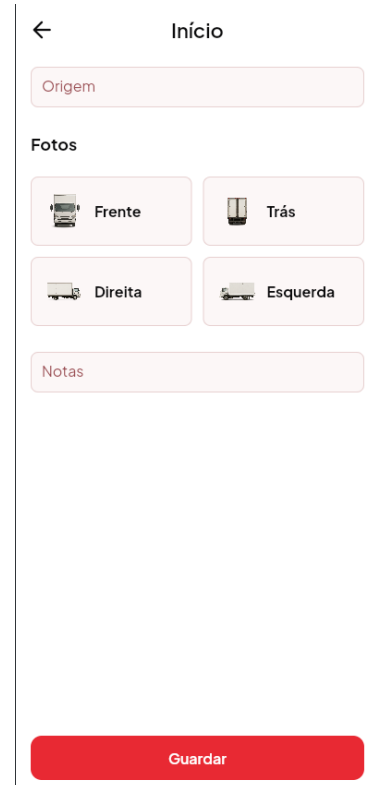 Início
Origem
Fotos
Frente
Trás
Direita
Esquerda
Notas
Guardar